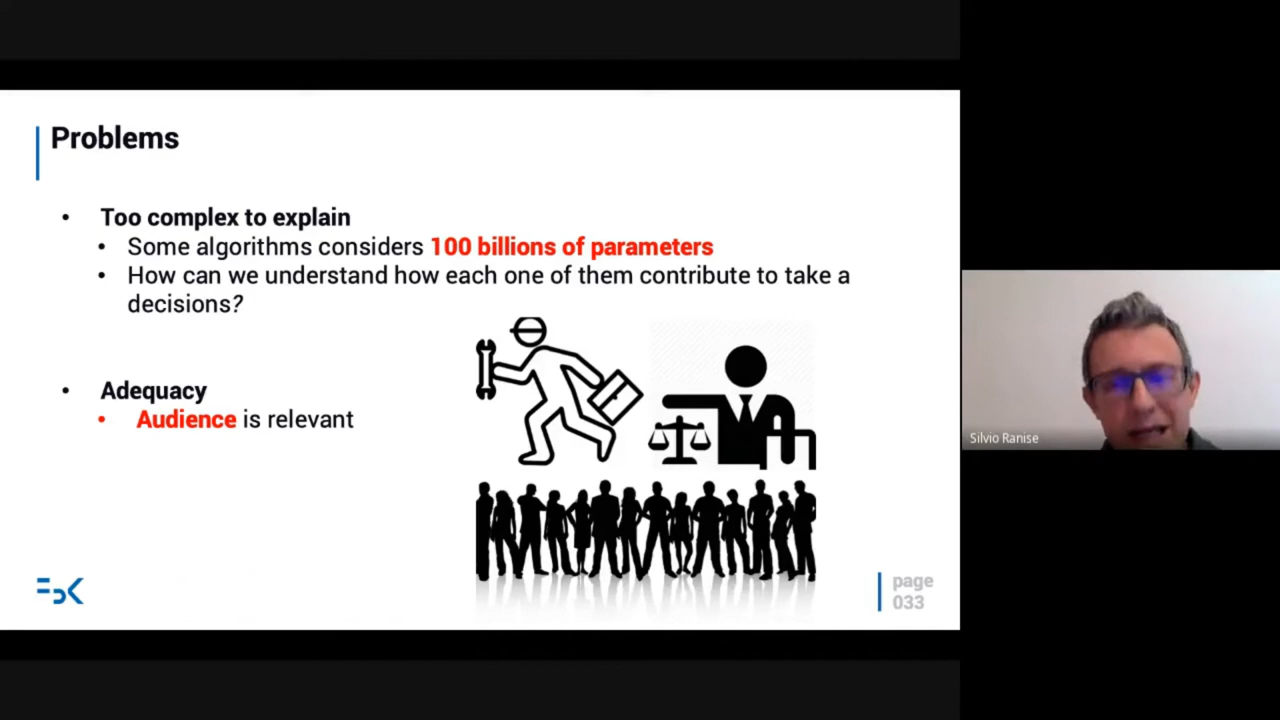 Problems
• Too complex to explain
• Some algorithms considers 100 billions of parameters
• How can we understand how each one of them contribute to take a
decisions?
• Adequacy
• Audience is relevant
FBK
page
033
Silvio Ranise